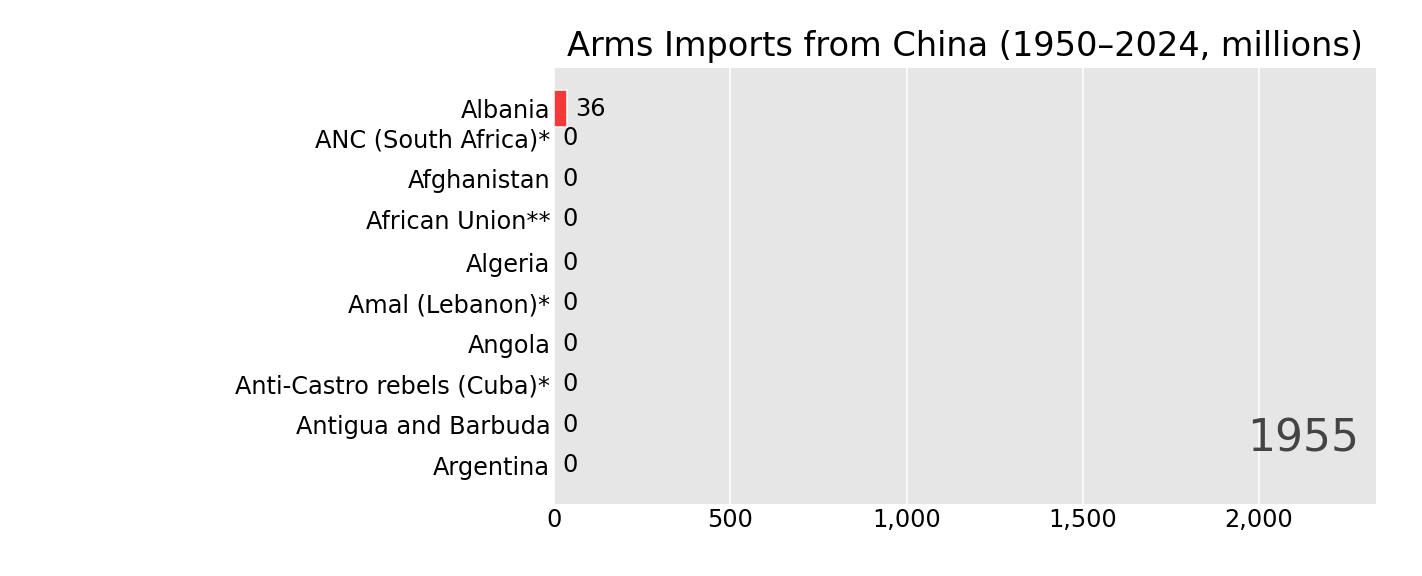 Arms Imports from China (1950–2024, millions)
Albania 36
ANC (South Africa)* 0
Afghanistan 0
African Union** 0
Algeria 0
Amal (Lebanon)* 0
Angola 0
Anti-Castro rebels (Cuba)* 0
Antigua and Barbuda 0
1955
Argentina 0
0 500 1,000 1,500 2,000